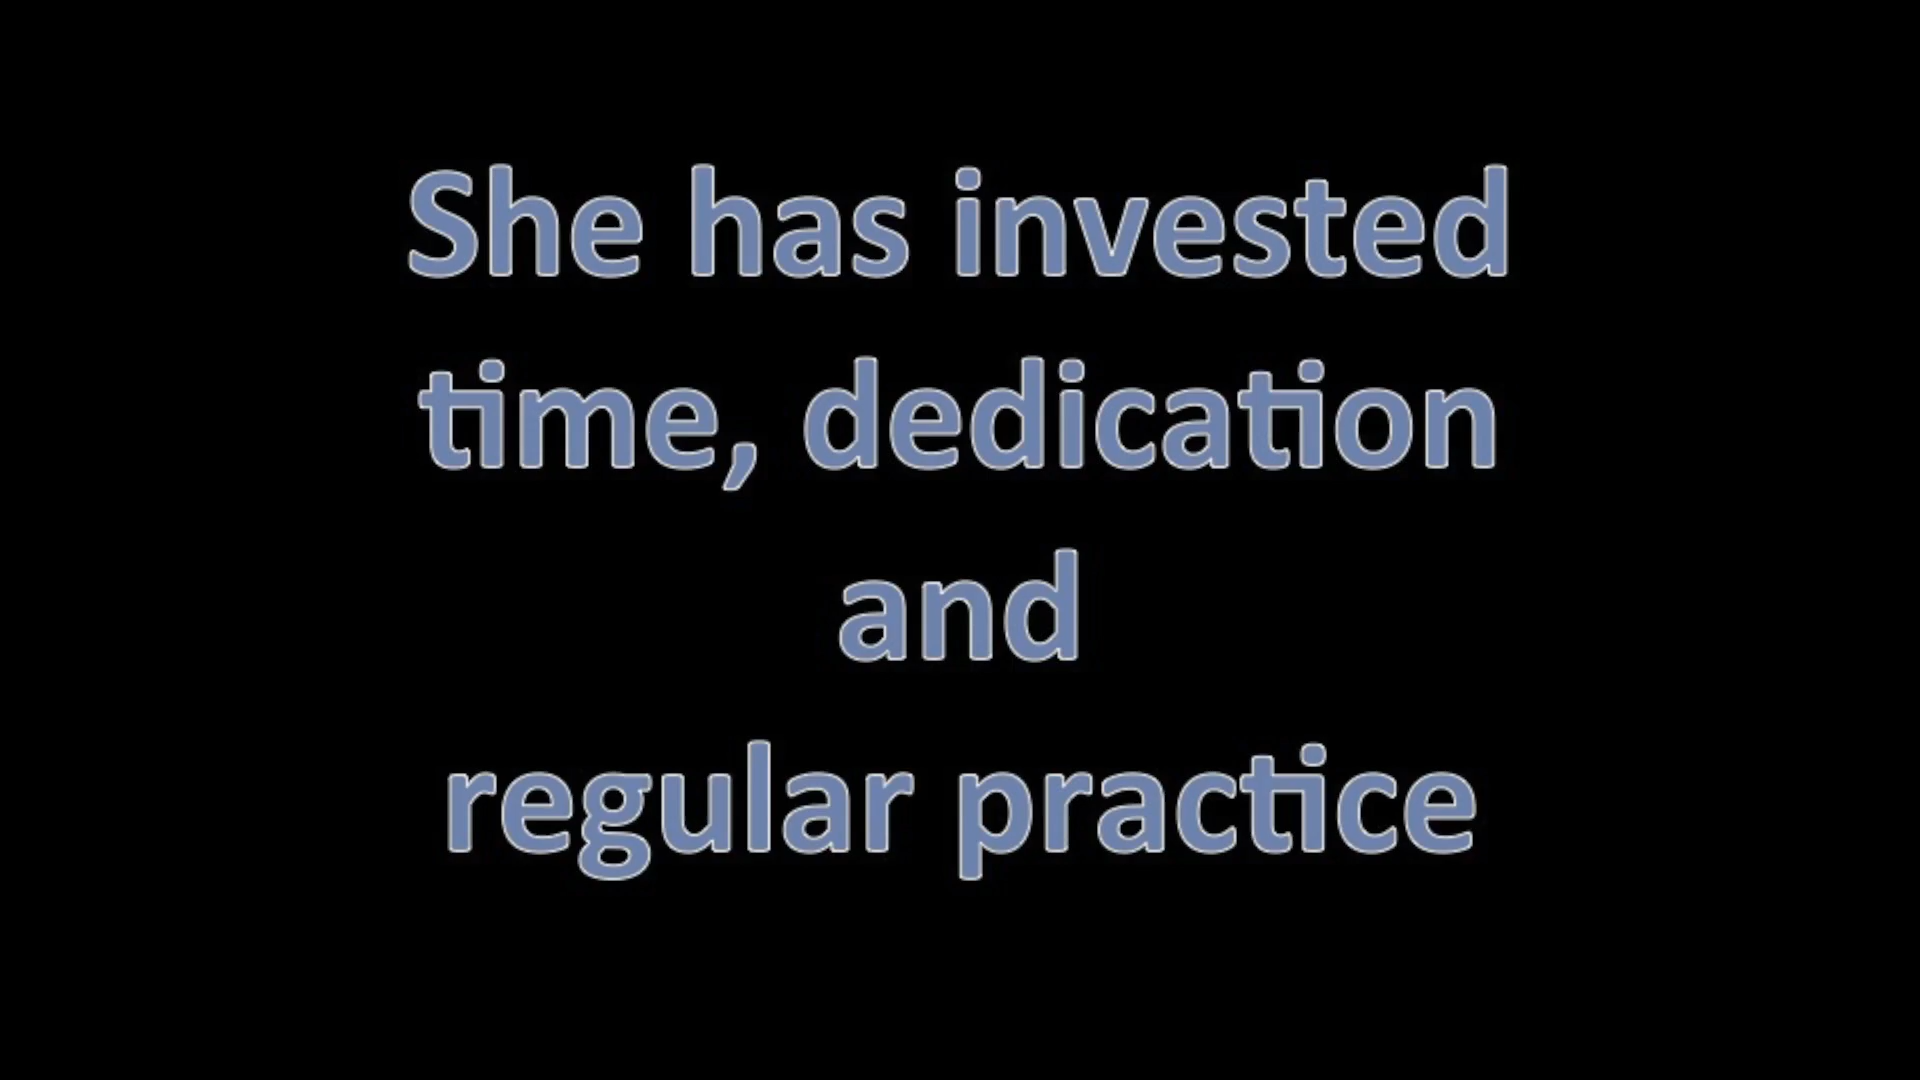 She has invested
time, dedication
and
regular practice